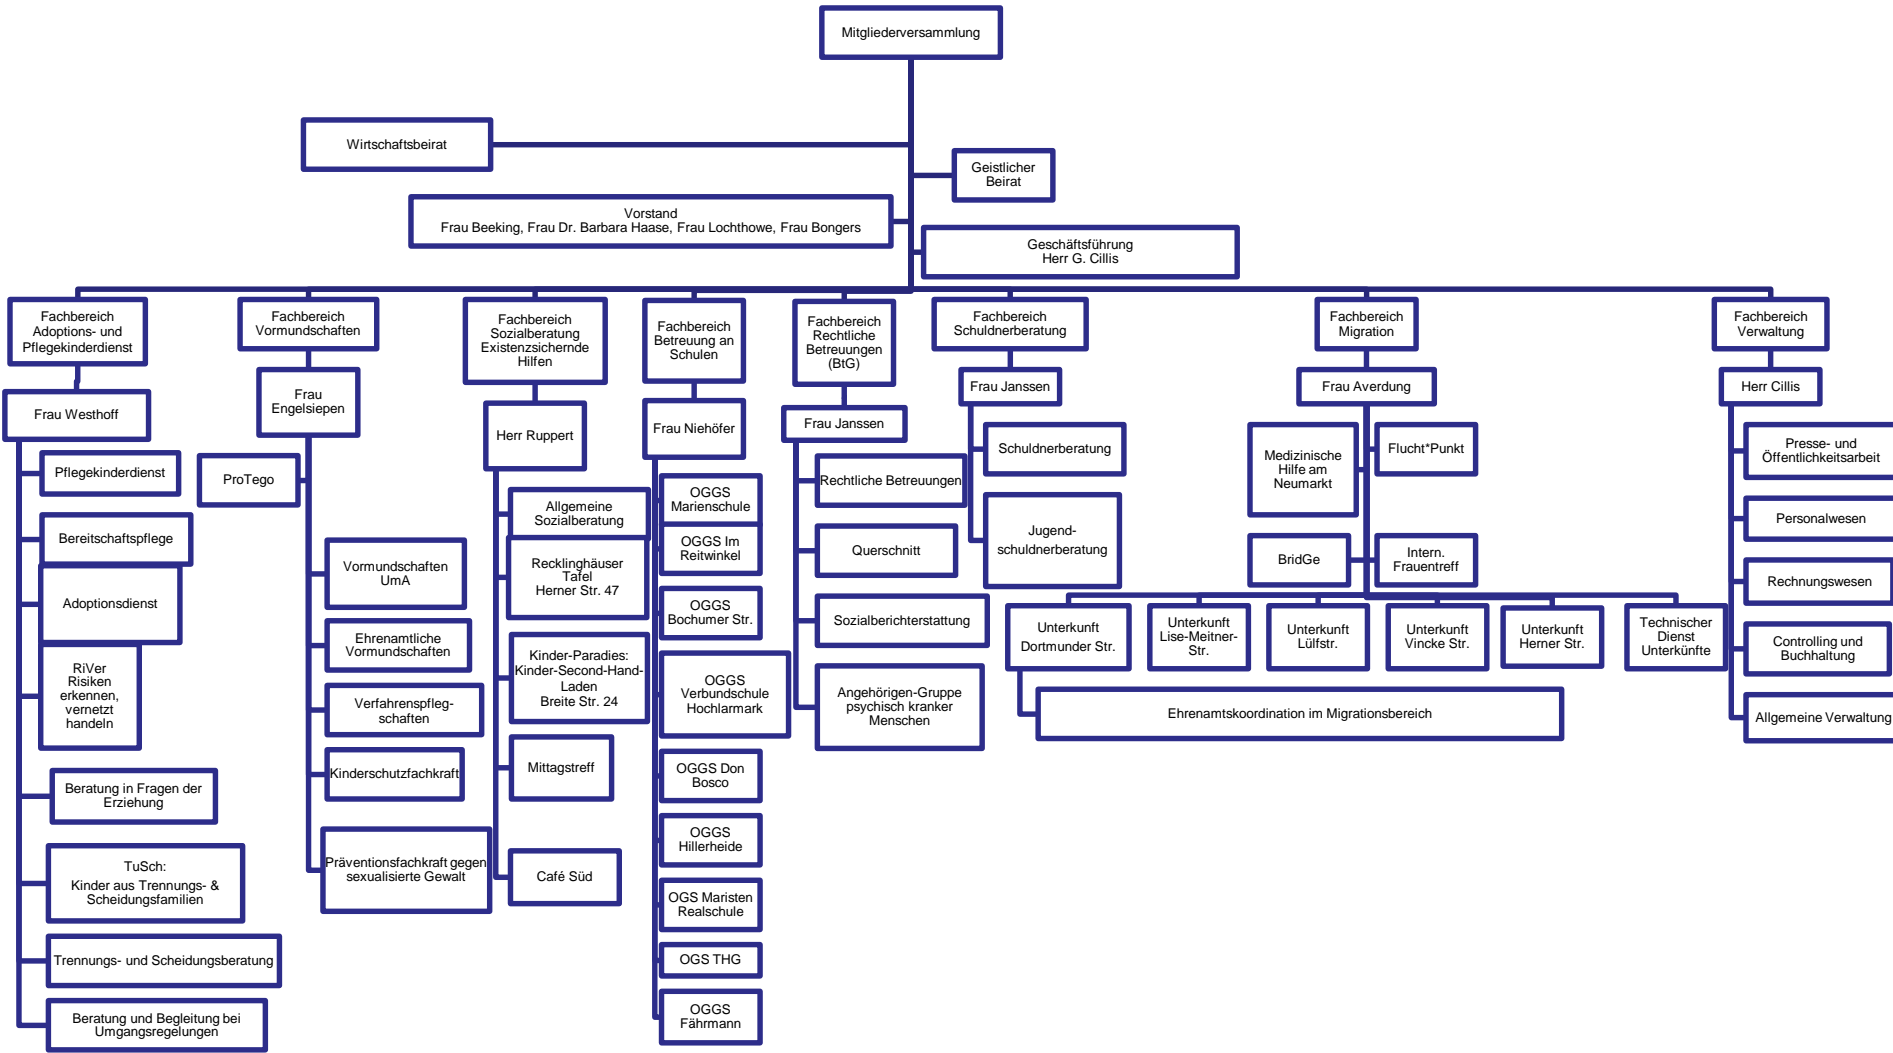 Mitgliederversammlung
Wirtschaftsbeirat
Geistlicher
Beirat
Vorstand
Frau Beeking, Frau Dr. Barbara Haase, Frau Lochthowe, Frau Bongers
Geschäftsführung
Herr G. Cillis
Fachbereich
Adoptions- und
Pflegekinderdienst
Frau Westhoff
Pflegekinderdienst
Bereitschaftspflege
Adoptionsdienst
RiVer
Risiken
erkennen,
vernetzt
handeln
Beratung in Fragen der
Erziehung
TuSch:
Kinder aus Trennungs- &
Scheidungsfamilien
Trennungs- und Scheidungsberatung
Beratung und Begleitung bei
Umgangsregelungen
Fachbereich
Vormundschaften
Frau
Engelsiepen
ProTego
Vormundschaften
UmA
Ehrenamtliche
Vormundschaften
Verfahrenspfleg-
schaften
Kinderschutzfachkraft
Präventionsfachkraft gegen
sexualisierte Gewalt
Fachbereich
Sozialberatung
Existenzsichernde
Hilfen
Herr Ruppert
Allgemeine
Sozialberatung
Recklinghäuser
Tafel
Herner Str. 47
Kinder-Paradies:
Kinder-Second-Hand-
Laden
Breite Str. 24
Mittagstreff
Café Süd
Fachbereich
Betreuung an
Schulen
Frau Niehöfer
OGGS
Marienschule
OGGS Im
Reitwinkel
OGGS
Bochumer Str.
OGGS
Verbundschule
Hochlarmark
OGGS Don
Bosco
OGGS
Hillerheide
OGS Maristen
Realschule
OGS THG
OGGS
Fährmann
Fachbereich
Rechtliche
Betreuungen
(BtG)
Frau Janssen
Rechtliche Betreuungen
Querschnitt
Sozialberichterstattung
Angehörigen-Gruppe
psychisch kranker
Menschen
Fachbereich
Schuldnerberatung
Frau Janssen
Schuldnerberatung
Jugend-
schuldnerberatung
Fachbereich
Migration
Frau Averdung
Medizinische
Hilfe am
Neumarkt
Flucht*Punkt
BridGe
Intern.
Frauentreff
Unterkunft
Dortmunder Str.
Unterkunft
Lise-Meitner-
Str.
Unterkunft
Lülfstr.
Unterkunft
Vincke Str.
Unterkunft
Herner Str.
Technischer
Dienst
Unterkünfte
Ehrenamtskoordination im Migrationsbereich
Fachbereich
Verwaltung
Herr Cillis
Presse- und
Öffentlichkeitsarbeit
Personalwesen
Rechnungswesen
Controlling und
Buchhaltung
Allgemeine Verwaltung